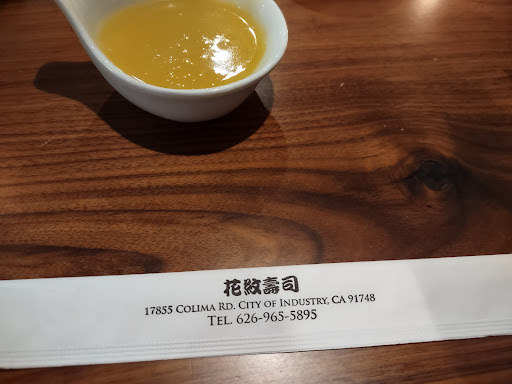 花紋壽司
17855 Colima Rd. City of Industry, CA 91748
Tel. 626-965-5895